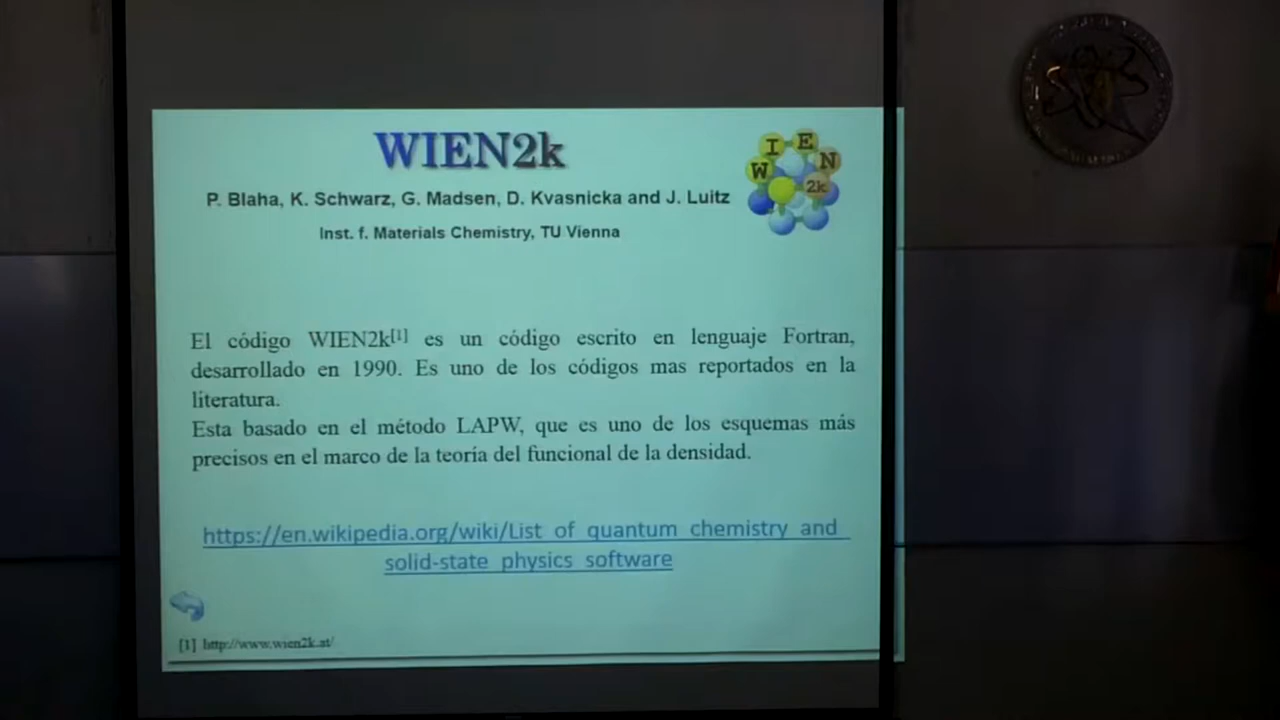 WIEN2k
P. Blaha, K. Schwarz, G. Madsen, D. Kvasnicka and J. Luitz
Inst. f. Materials Chemistry, TU Vienna
W I E N 2k
El código WIEN2k[1] es un código escrito en lenguaje Fortran,
desarrollado en 1990. Es uno de los códigos mas reportados en la
literatura.
Esta basado en el método LAPW, que es uno de los esquemas más
precisos en el marco de la teoría del funcional de la densidad.
https://en.wikipedia.org/wiki/List_of_quantum_chemistry_and_
solid-state_physics_software
[1] http://www.wien2k.at/